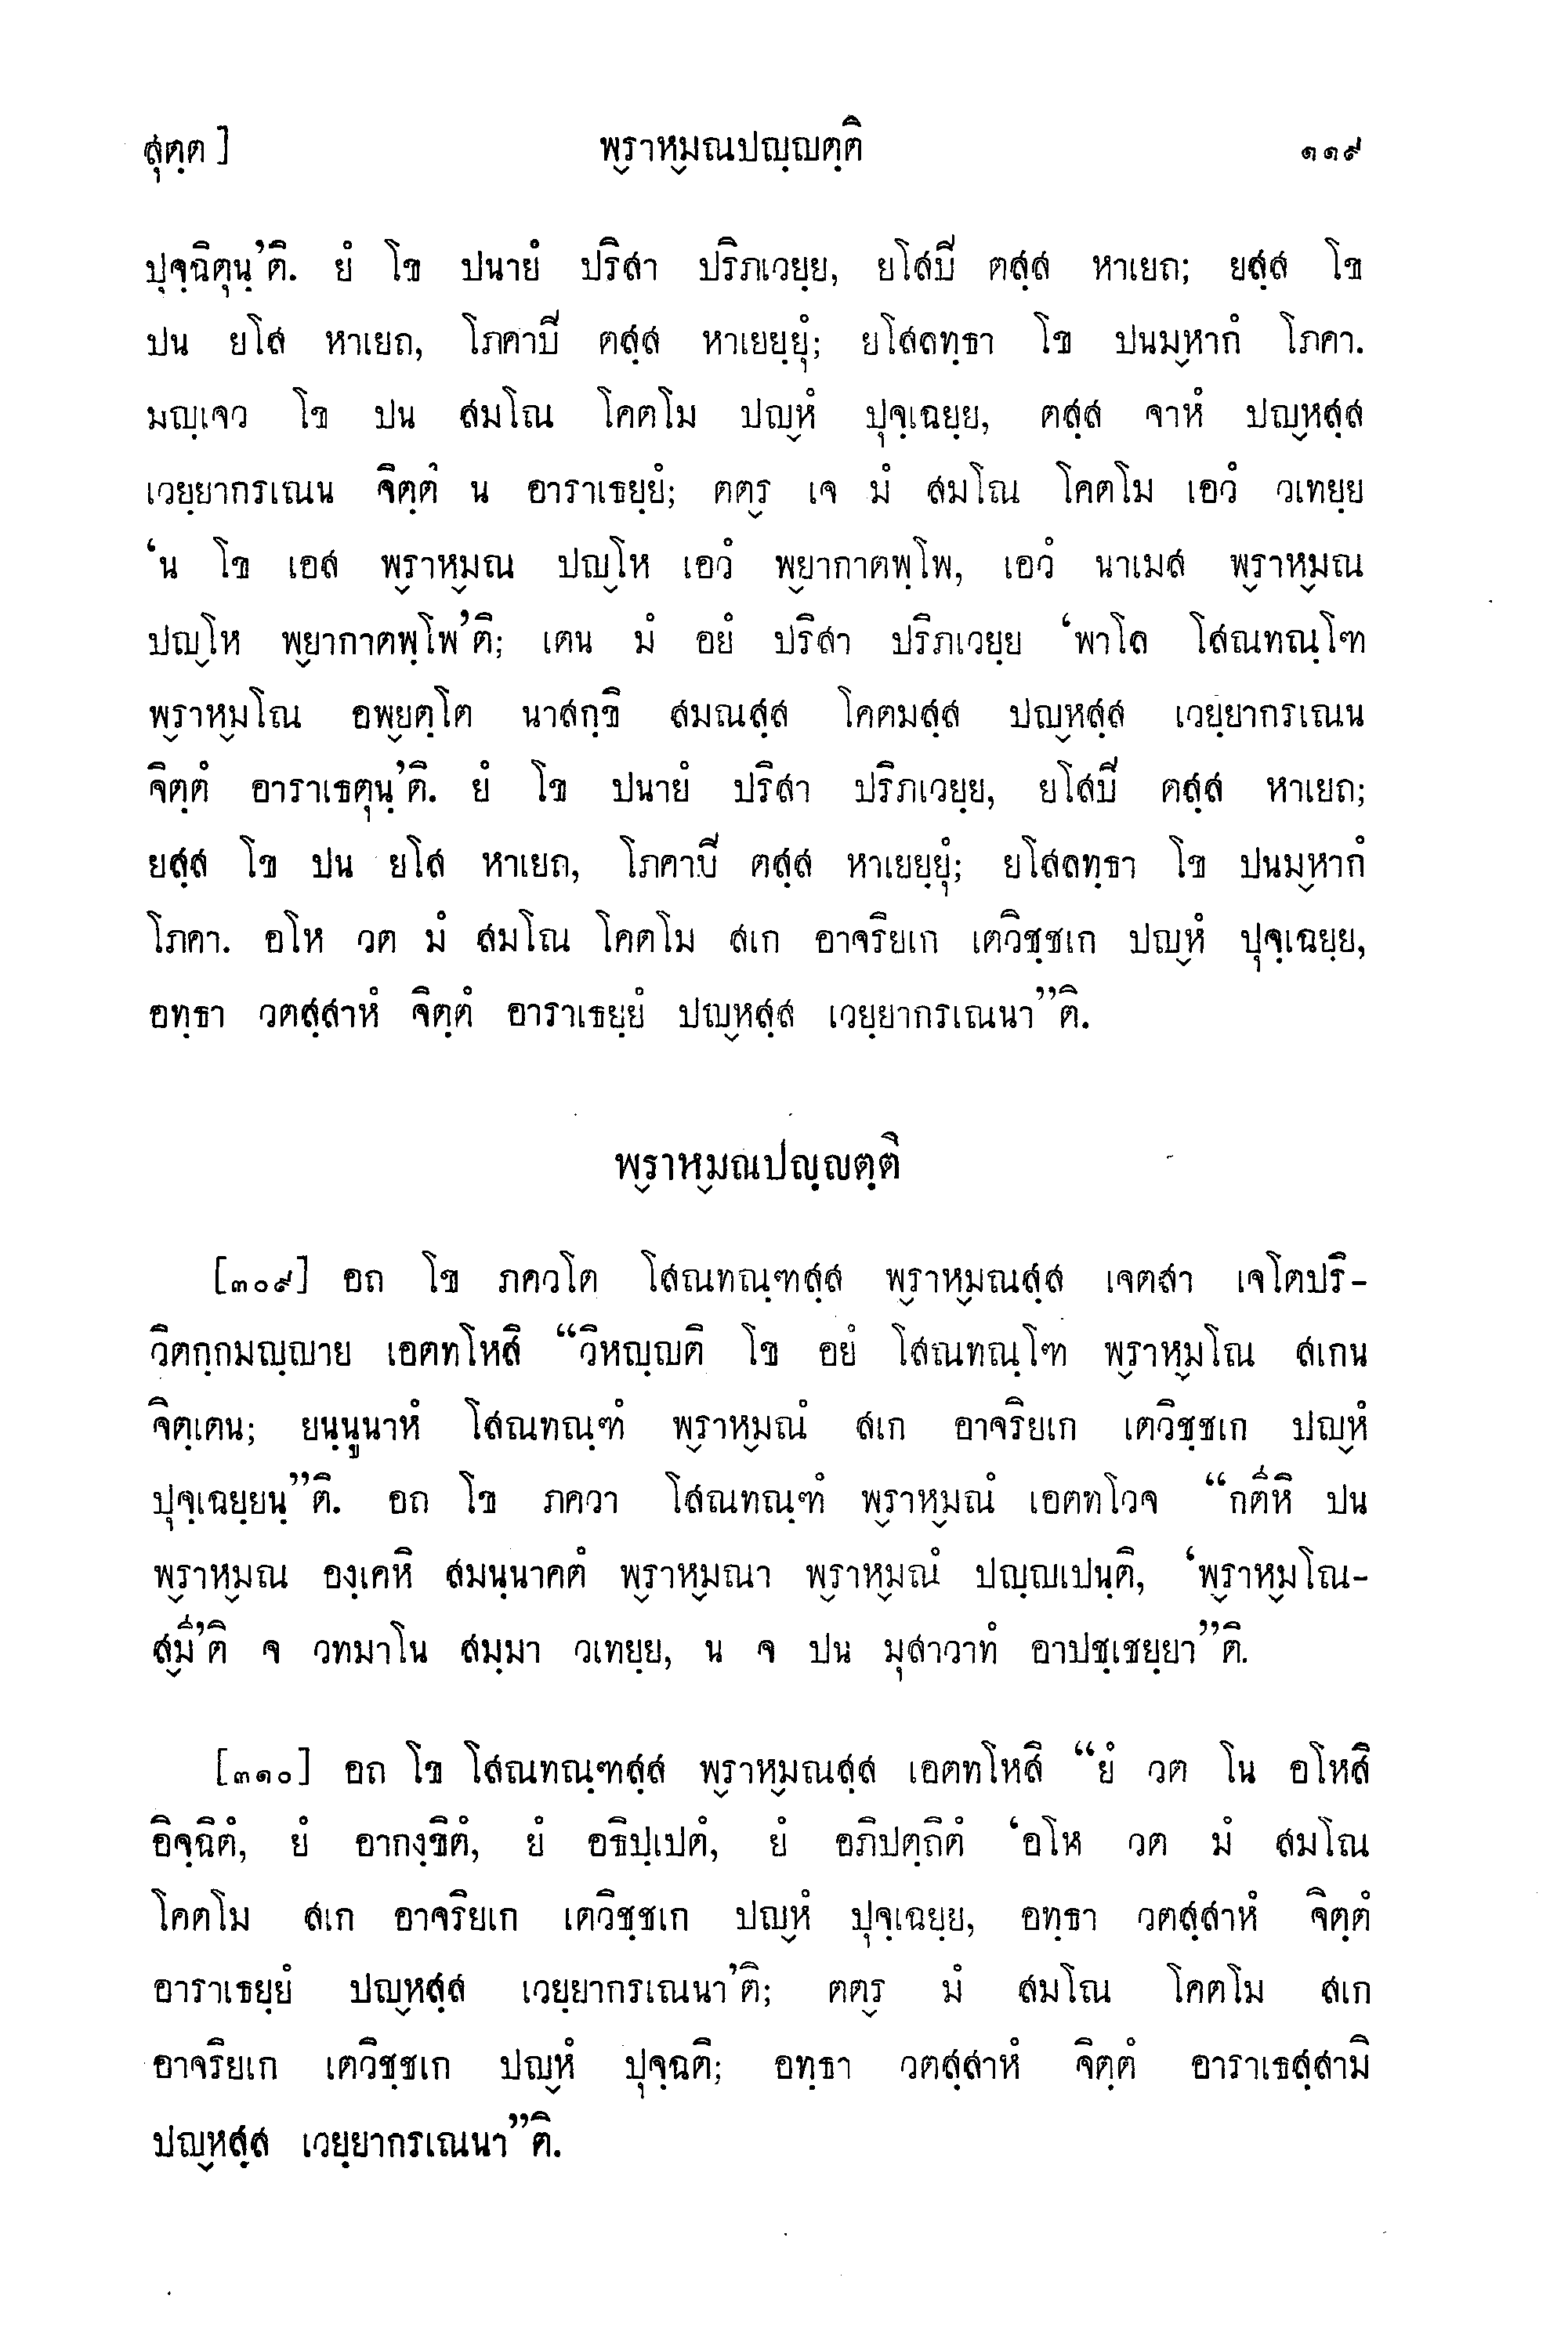 สุตฺต] พฺราหฺมณปญฺญตฺติ ๑๑๙
ปุจฺฉิตุนฺ’ติ. ยํ โข ปนายํ ปริสา ปริภเวยฺย, ยโสปี ตสฺส หาเยถ; ยสฺส โข
ปน ยโส หาเยถ, โภคาปี ตสฺส หาเยยฺยุํ; ยโสลทฺธา โข ปนมฺหากํ โภคา.
มญฺเจว โข ปน สมโณ โคตโม ปญฺหํ ปุจฺเฉยฺย, ตสฺส จาหํ ปญฺหสฺส
เวยฺยากรเณน จิตฺตํ น อาราเธยฺยํ; ตตฺร เจ มํ สมโณ โคตโม เอวํ วเทยฺย
‘น โข เอส พฺราหฺมณ ปญฺโห เอวํ พฺยากาตพฺโพ, เอวํ นาเมส พฺราหฺมณ
ปญฺโห พฺยากาตพฺโพ’ติ; เตน มํ อยํ ปริสา ปริภเวยฺย ‘พาโล โสณทณฺโฑ
พฺราหฺมโณ อพฺยตฺโต นาสกฺขิ สมณสฺส โคตมสฺส ปญฺหสฺส เวยฺยากรเณน
จิตฺตํ อาราเธตุนฺ’ติ. ยํ โข ปนายํ ปริสา ปริภเวยฺย, ยโสปี ตสฺส หาเยถ;
ยสฺส โข ปน ยโส หาเยถ, โภคาปี ตสฺส หาเยยฺยุํ; ยโสลทฺธา โข ปนมฺหากํ
โภคา. อโห วต มํ สมโณ โคตโม สเก อาจริยเก เตวิชฺชเก ปญฺหํ ปุจฺเฉยฺย,
อทฺธา วตสฺสาหํ จิตฺตํ อาราเธยฺยํ ปญฺหสฺส เวยฺยากรเณนา”ติ.
พฺราหฺมณปญฺญตฺติ
[๓๐๙] อถ โข ภควโต โสณทณฺฑสฺส พฺราหฺมณสฺส เจตสา เจโตปริ-
วิตกฺกมญฺญาย เอตทโหสิ “วิหญฺญติ โข อยํ โสณทณฺโฑ พฺราหฺมโณ สเกน
จิตฺเตน; ยนฺนูนาหํ โสณทณฺฑํ พฺราหฺมณํ สเก อาจริยเก เตวิชฺชเก ปญฺหํ
ปุจฺเฉยฺยนฺ”ติ. อถ โข ภควา โสณทณฺฑํ พฺราหฺมณํ เอตทโวจ “กตีหิ ปน
พฺราหฺมณ องฺเคหิ สมนฺนาคตํ พฺราหฺมณา พฺราหฺมณํ ปญฺญเปนฺติ, ‘พฺราหฺมโณ-
สฺมี’ติ จ วทมาโน สมฺมา วเทยฺย, น จ ปน มุสาวาทํ อาปชฺเชยฺยา”ติ.
[๓๑๐] อถ โข โสณทณฺฑสฺส พฺราหฺมณสฺส เอตทโหสิ “ยํ วต โน อโหสิ
อิจฺฉิตํ, ยํ อากงฺขิตํ, ยํ อธิปฺเปตํ, ยํ อภิปตฺถิตํ ‘อโห วต มํ สมโณ
โคตโม สเก อาจริยเก เตวิชฺชเก ปญฺหํ ปุจฺเฉยฺย, อทฺธา วตสฺสาหํ จิตฺตํ
อาราเธยฺยํ ปญฺหสฺส เวยฺยากรเณนา’ติ; ตตฺร มํ สมโณ โคตโม สเก
อาจริยเก เตวิชฺชเก ปญฺหํ ปุจฺฉติ; อทฺธา วตสฺสาหํ จิตฺตํ อาราเธสฺสามิ
ปญฺหสฺส เวยฺยากรเณนา”ติ.